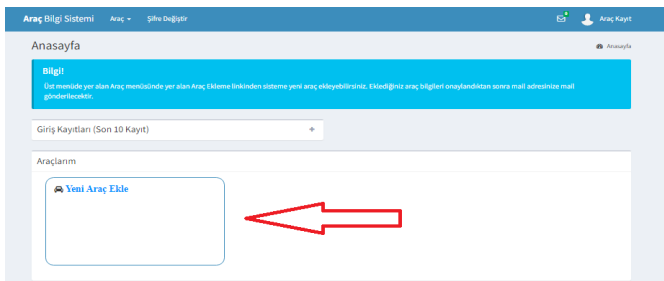 Araç Bilgi Sistemi Araç Şifre Değiştir Araç Kayıt
Anasayfa Anasayfa
Bilgi!
Üst menüde yer alan Araç menüsünde yer alan Araç Ekleme linkinden sisteme yeni araç ekleyebilirsiniz. Eklediğiniz araç bilgileri onaylandıktan sonra mail adresinize mail
gönderilecektir.
Giriş Kayıtları (Son 10 Kayıt) +
Araçlarım
Yeni Araç Ekle